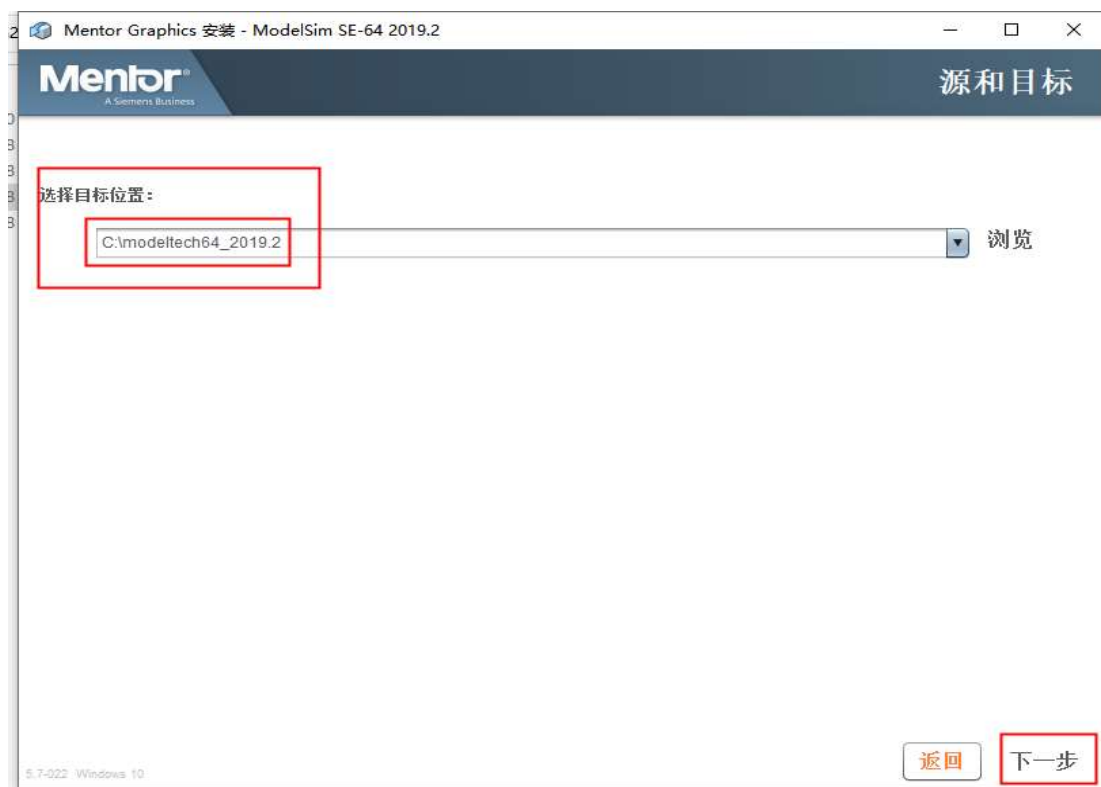 Mentor Graphics 安装 - ModelSim SE-64 2019.2
Mentor®
A Siemens Business
源和目标
选择目标位置：
C:\modeltech64_2019.2
浏览
返回
下一步
5.7-022 Windows 10